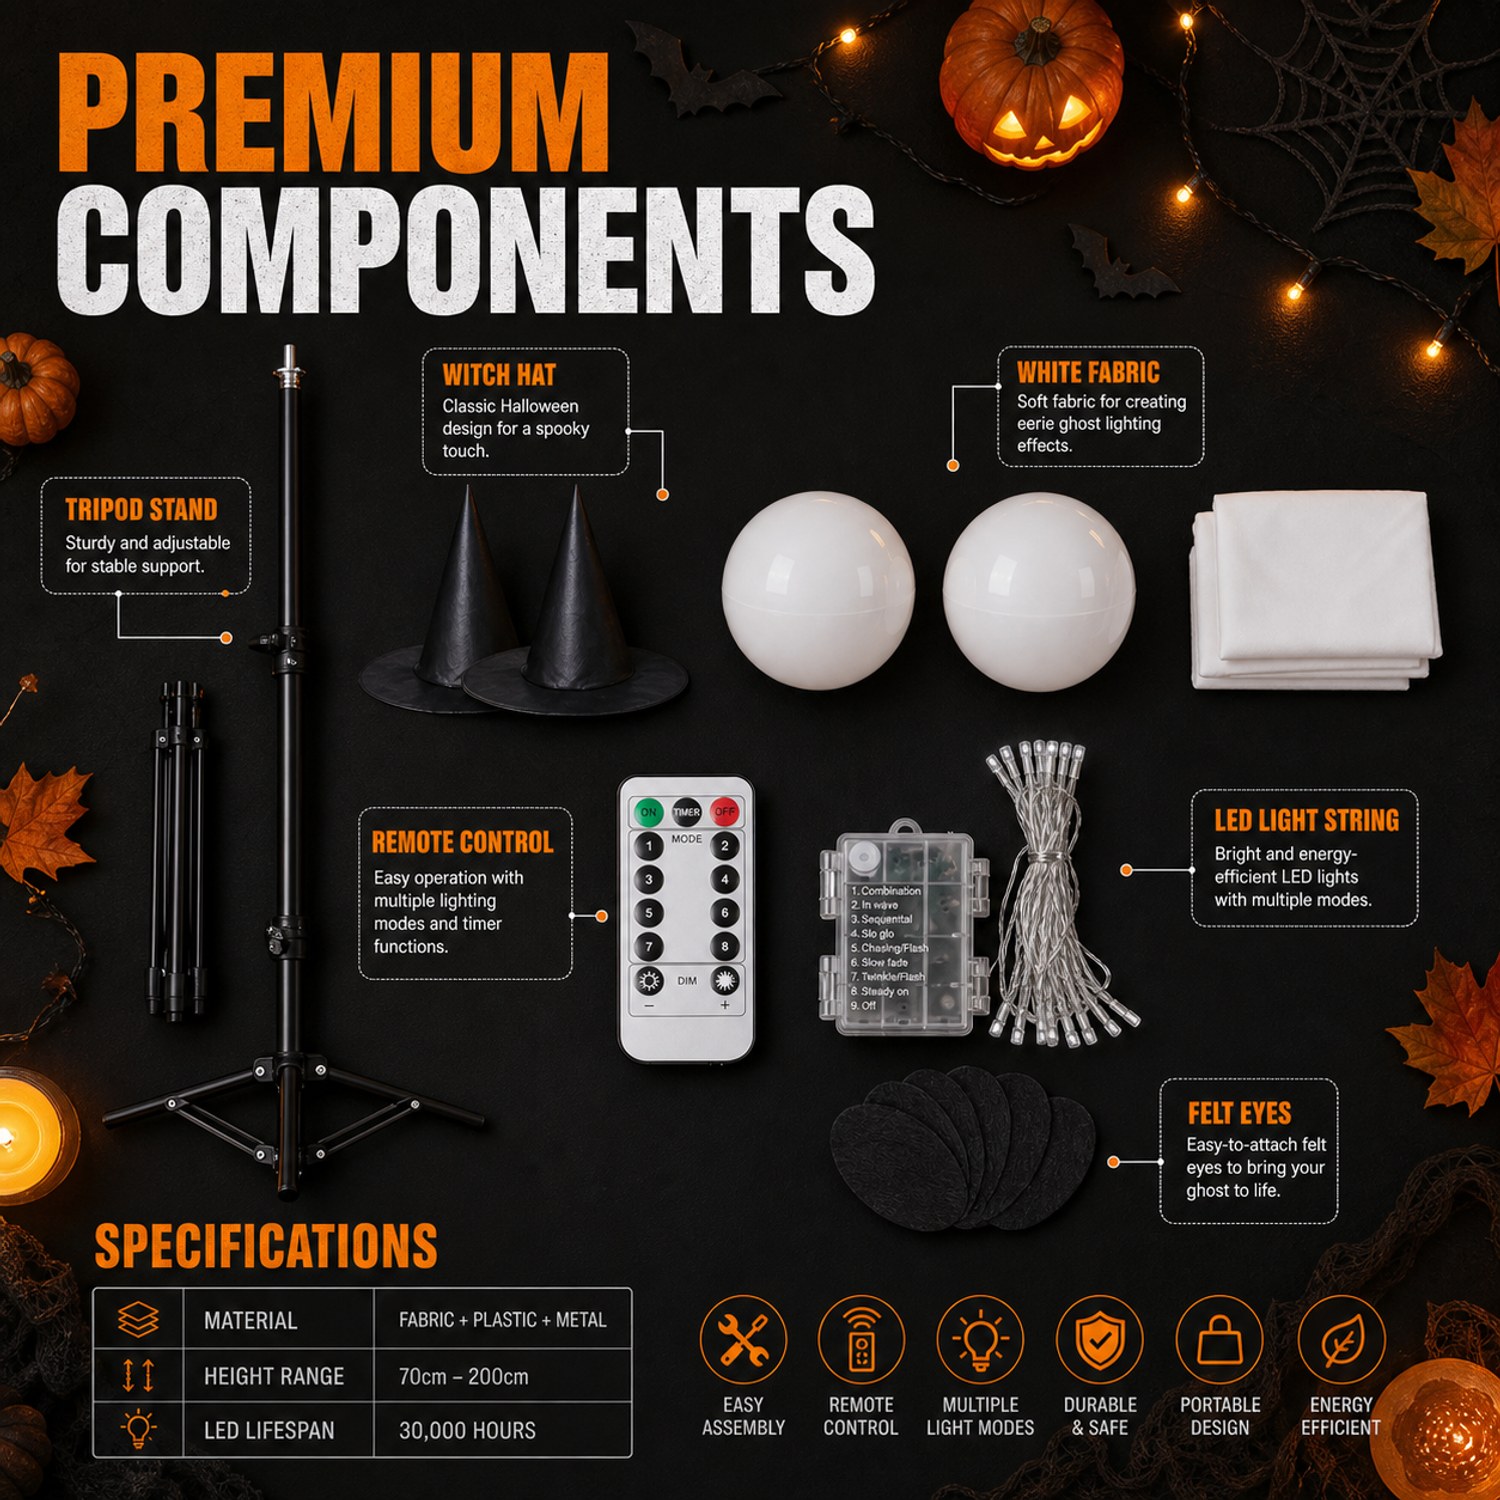 PREMIUM
COMPONENTS
WITCH HAT
Classic Halloween
design for a spooky
touch.
WHITE FABRIC
Soft fabric for creating
eerie ghost lighting
effects.
TRIPOD STAND
Sturdy and adjustable
for stable support.
REMOTE CONTROL
Easy operation with
multiple lighting
modes and timer
functions.
ON TIMER OFF
MODE
1 2
3 4
5 6
7 8
DIM
− +
1. Combination
2. In wave
3. Sequential
4. Slo glo
5. Chasing/Flash
6. Slow fade
7. Twinkle/Flash
8. Steady on
9. Off
LED LIGHT STRING
Bright and energy-
efficient LED lights
with multiple modes.
FELT EYES
Easy-to-attach felt
eyes to bring your
ghost to life.
SPECIFICATIONS
MATERIAL FABRIC + PLASTIC + METAL
HEIGHT RANGE 70cm – 200cm
LED LIFESPAN 30,000 HOURS
EASY
ASSEMBLY
REMOTE
CONTROL
MULTIPLE
LIGHT MODES
DURABLE
& SAFE
PORTABLE
DESIGN
ENERGY
EFFICIENT